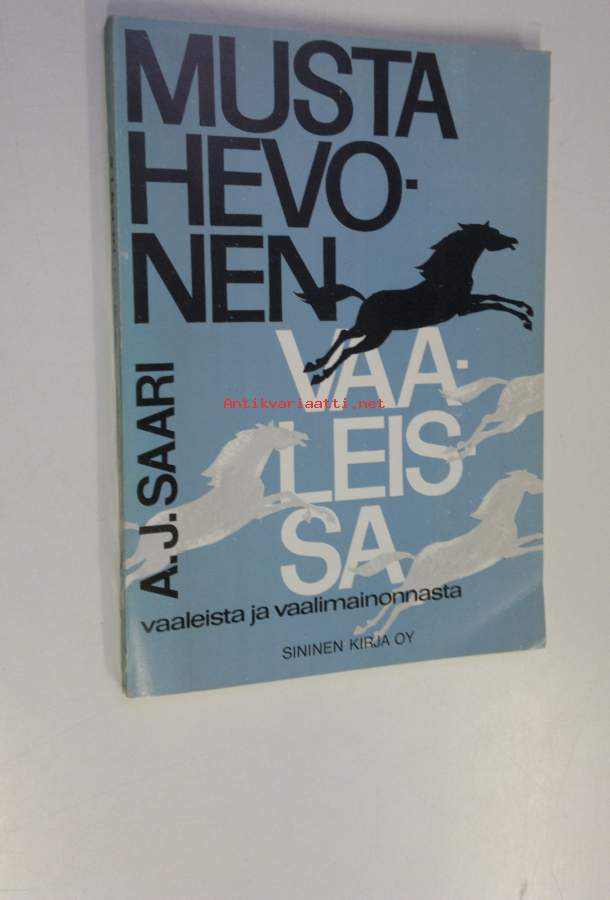 MUSTA
HEVO-
NEN
VAA-
LEIS
SA
A.J. SAARI
vaaleista ja vaalimainonnasta
SININEN KIRJA OY
Antikvariaatti.net